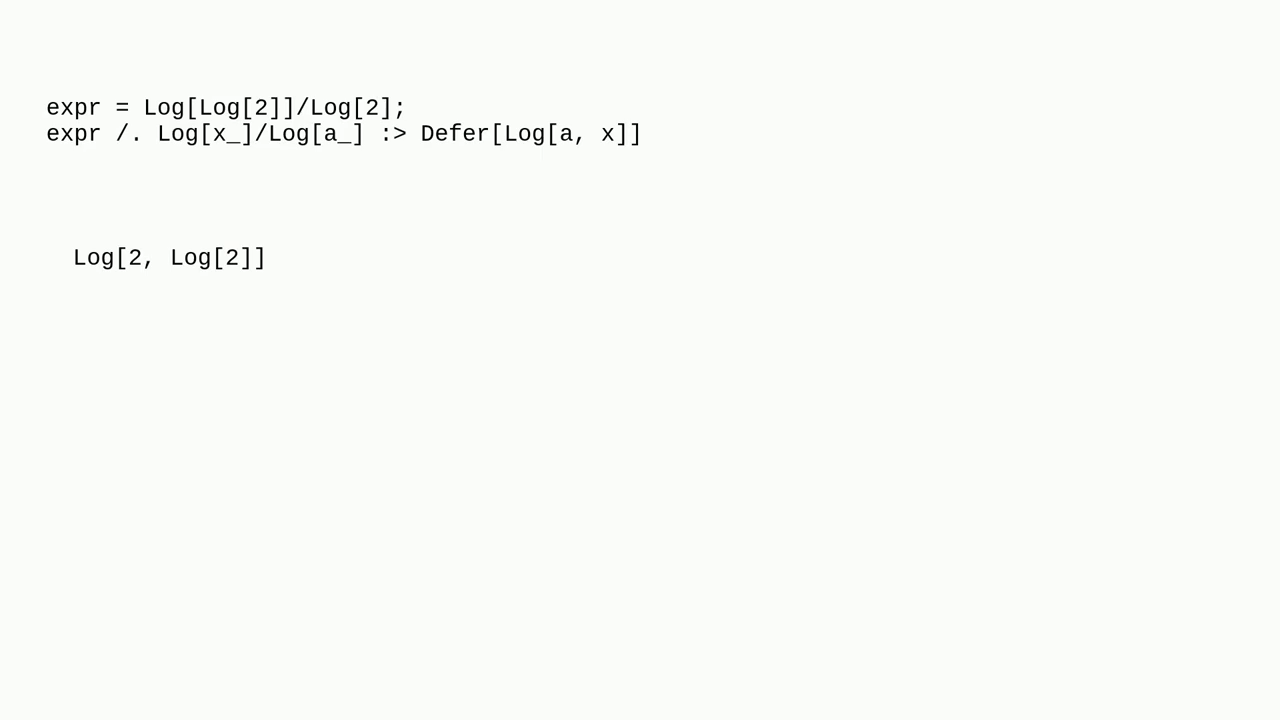 expr = Log[Log[2]]/Log[2];
expr /. Log[x_]/Log[a_] :> Defer[Log[a, x]]
Log[2, Log[2]]